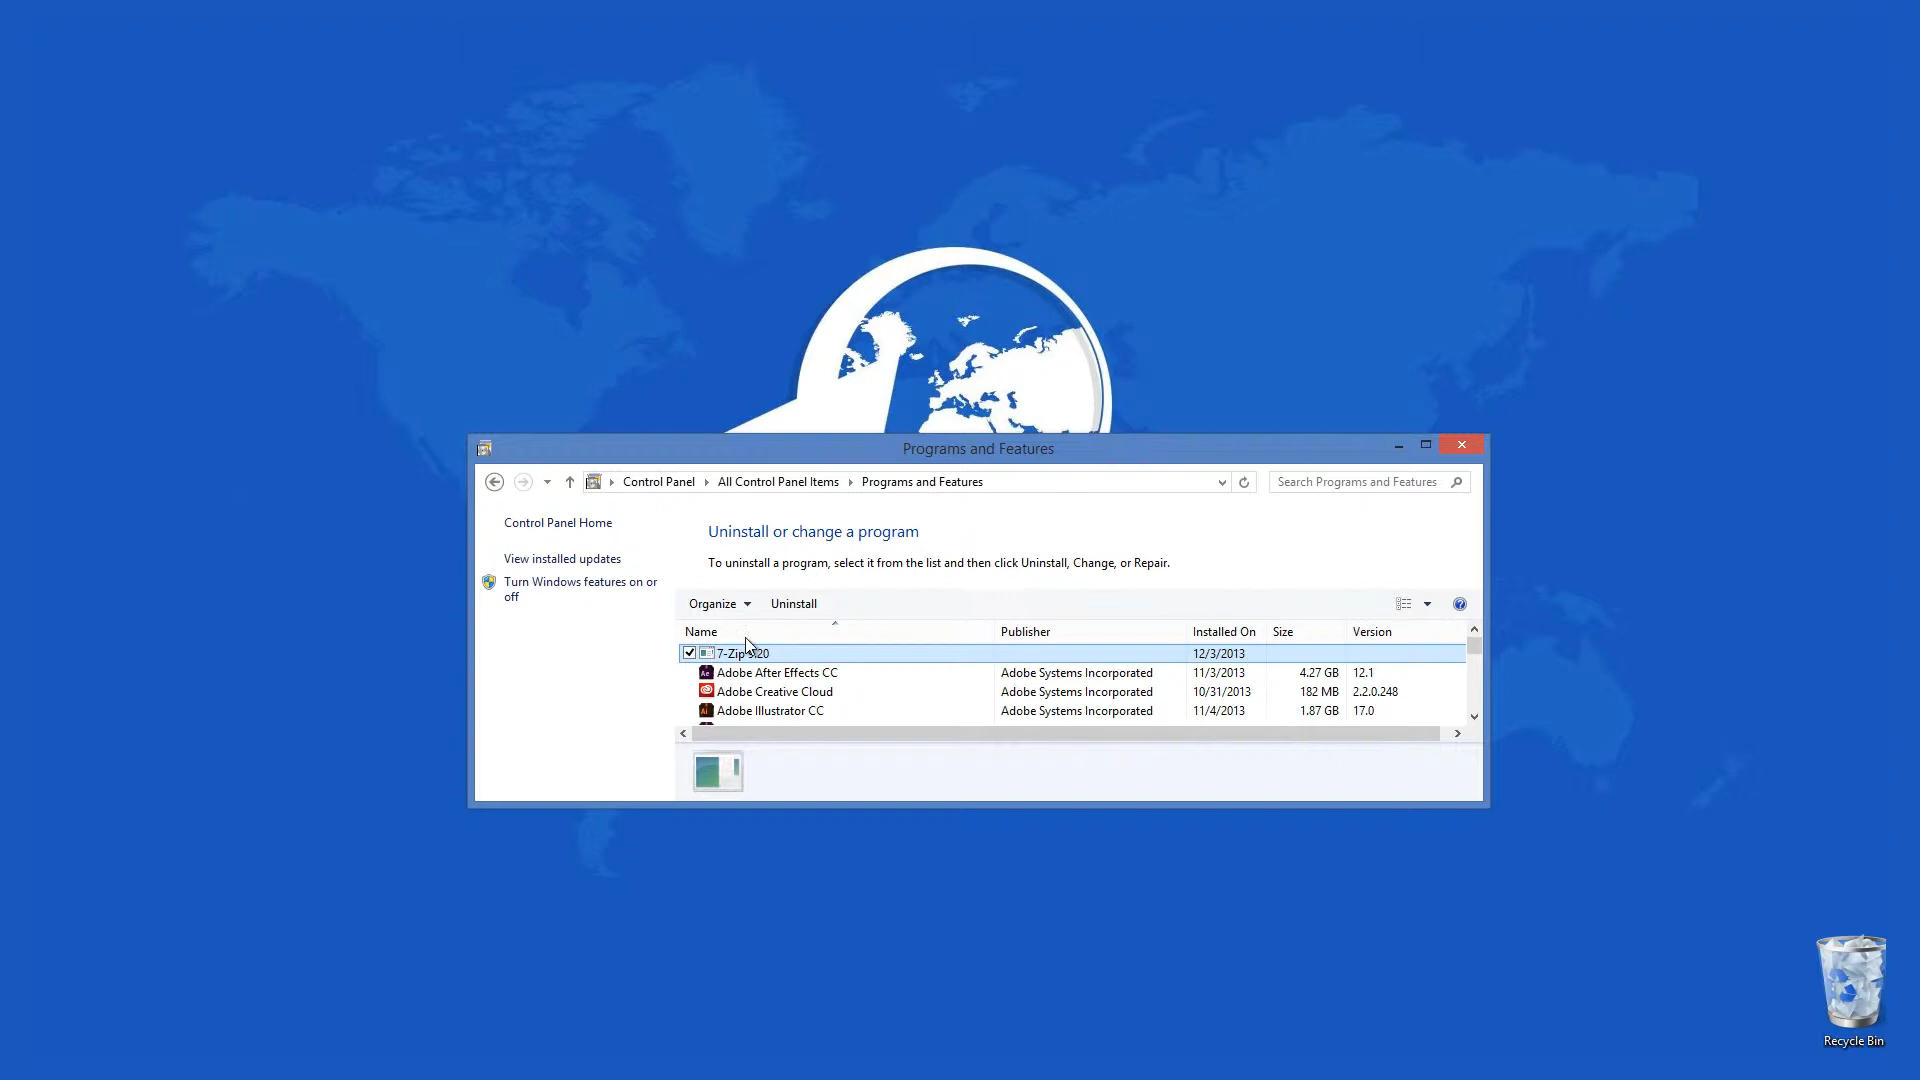 Programs and Features
Control Panel All Control Panel Items Programs and Features
Search Programs and Features
Control Panel Home
View installed updates
Turn Windows features on or
off
Uninstall or change a program
To uninstall a program, select it from the list and then click Uninstall, Change, or Repair.
Organize Uninstall
Name Publisher Installed On Size Version
7-Zip 12/3/2013
Adobe After Effects CC Adobe Systems Incorporated 11/3/2013 4.27 GB 12.1
Adobe Creative Cloud Adobe Systems Incorporated 10/31/2013 182 MB 2.2.0.248
Adobe Illustrator CC Adobe Systems Incorporated 11/4/2013 1.87 GB 17.0
Recycle Bin